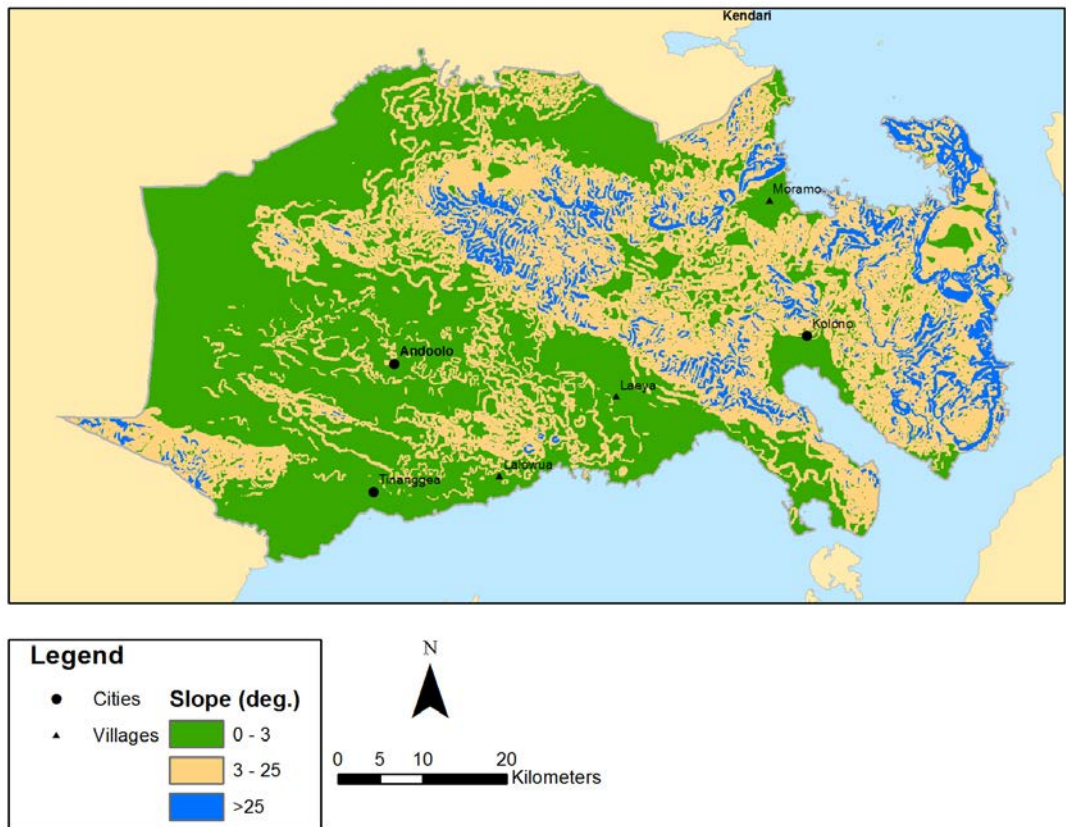 Kendari
Moramo
Kolono
Andoolo
Laeya
Lalowua
Tinanggea
Legend
Cities
Villages
Slope (deg.)
0 - 3
3 - 25
>25
N
0 5 10 20
Kilometers